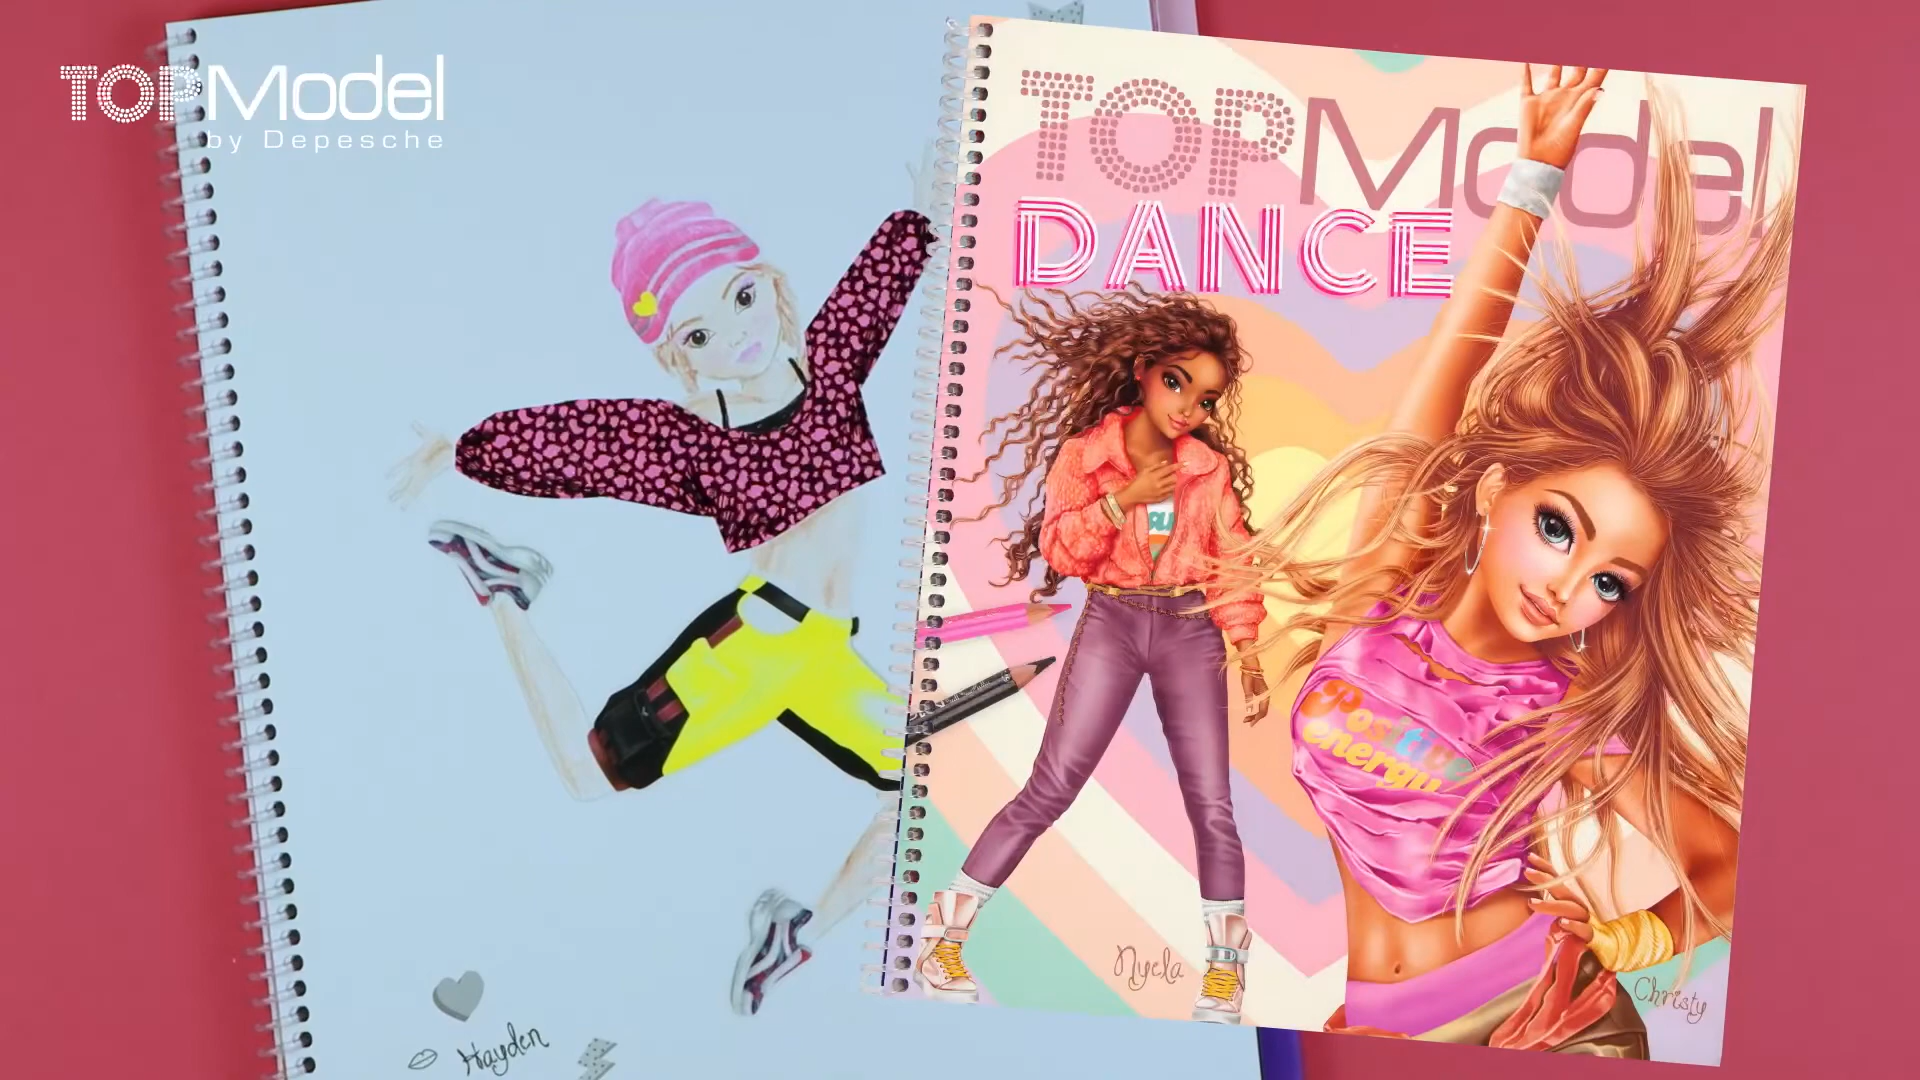 TOPModel
by Depesche
TOPModel
DANCE
Positive
energy
Nyela
Christy
Hayden